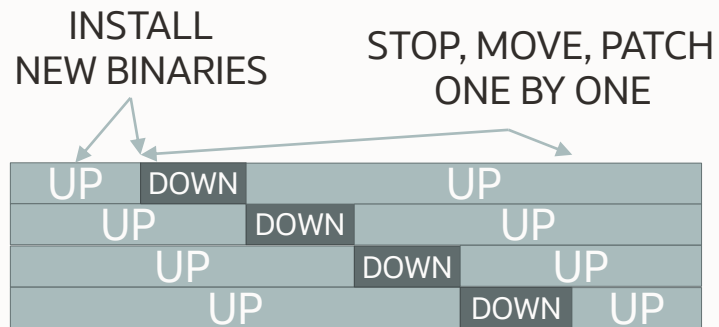 INSTALL
NEW BINARIES
STOP, MOVE, PATCH
ONE BY ONE
UP DOWN UP
UP DOWN UP
UP DOWN UP
UP DOWN UP